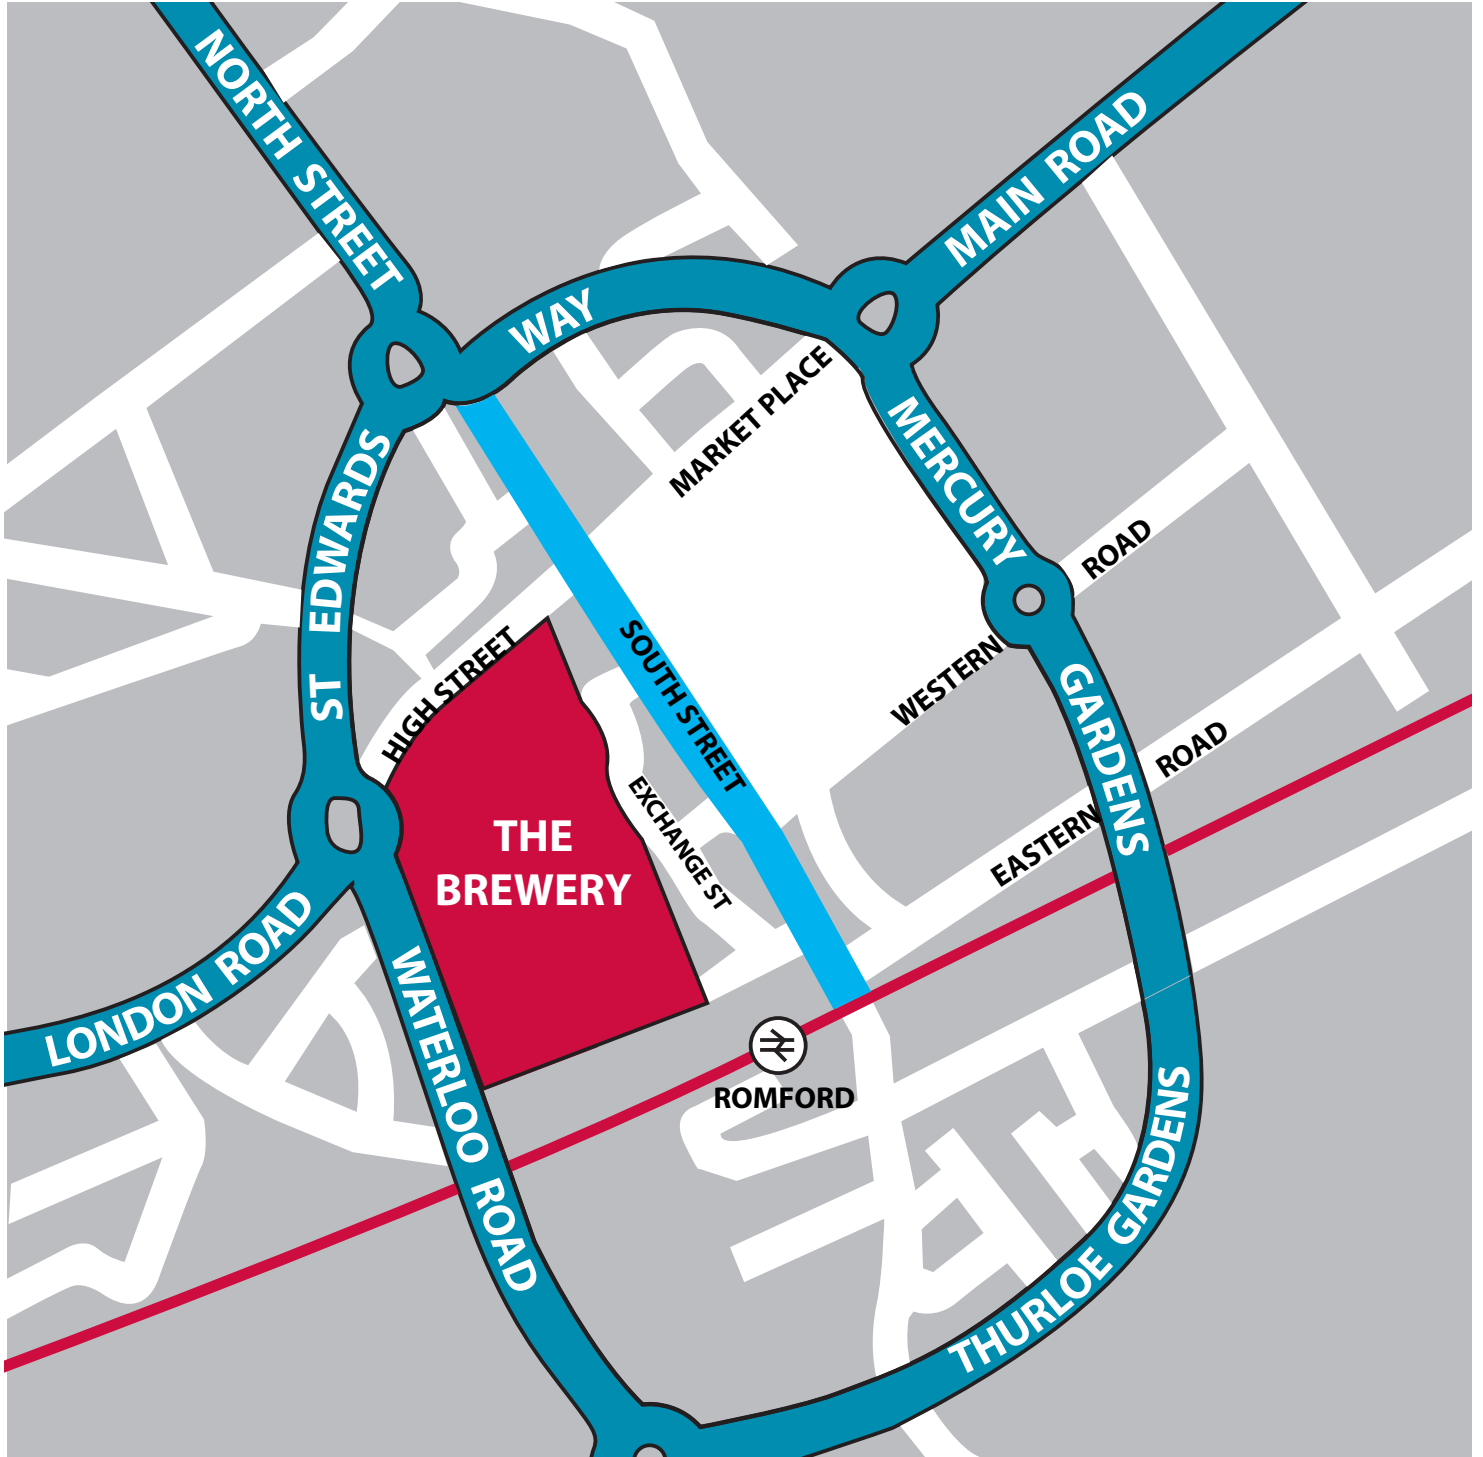 NORTH STREET
MAIN ROAD
WAY
MARKET PLACE
MERCURY
ST EDWARDS
ROAD
WESTERN
SOUTH STREET
HIGH STREET
GARDENS
ROAD
EASTERN
EXCHANGE ST
THE
BREWERY
LONDON ROAD
WATERLOO ROAD
ROMFORD
THURLOE GARDENS